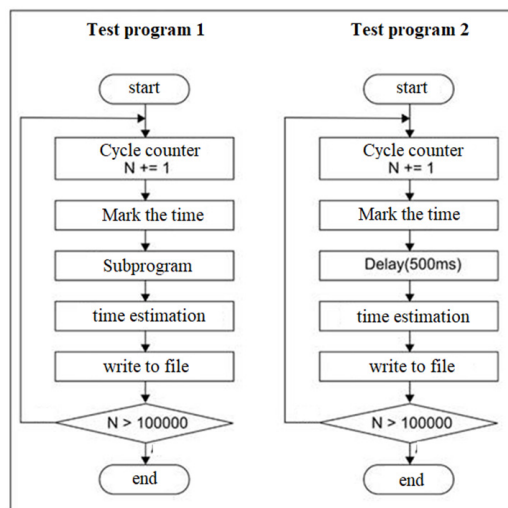 Test program 1
start
Cycle counter
N += 1
Mark the time
Subprogram
time estimation
write to file
N > 100000
end
Test program 2
start
Cycle counter
N += 1
Mark the time
Delay(500ms)
time estimation
write to file
N > 100000
end